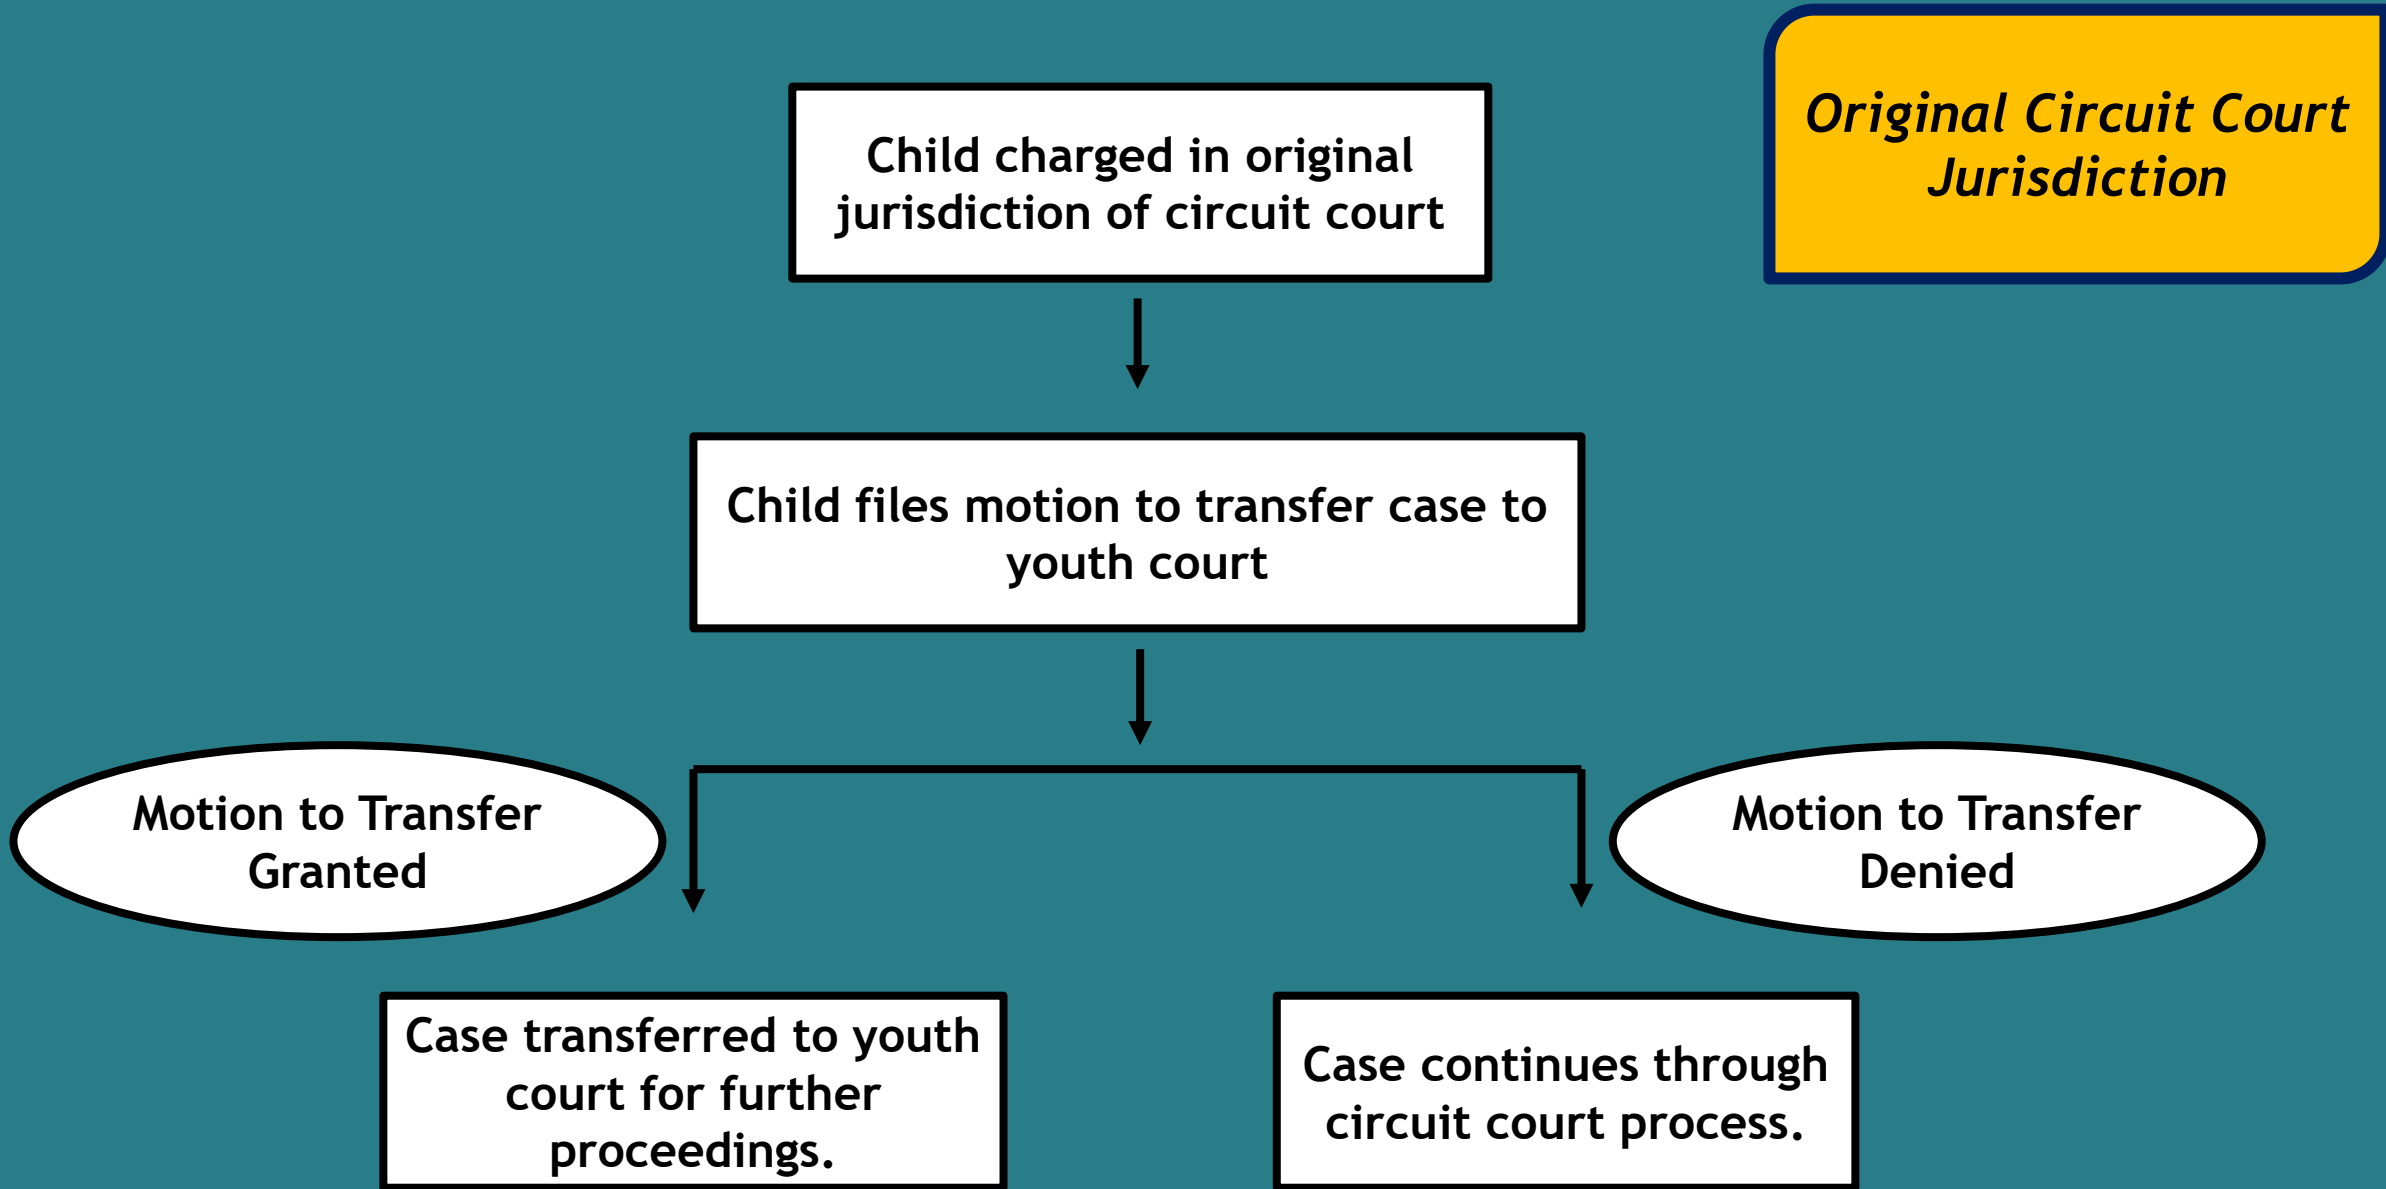 Original Circuit Court
Jurisdiction
Child charged in original
jurisdiction of circuit court
Child files motion to transfer case to
youth court
Motion to Transfer
Granted
Motion to Transfer
Denied
Case transferred to youth
court for further
proceedings.
Case continues through
circuit court process.